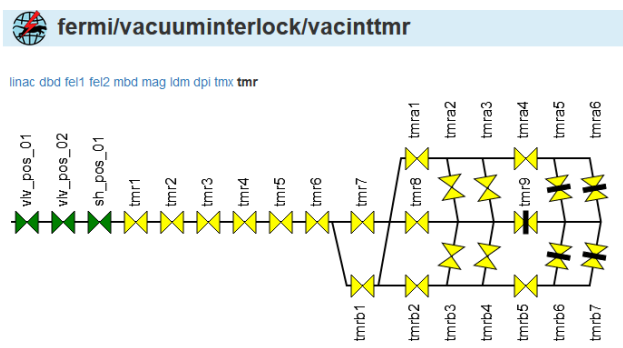 fermi/vacuuminterlock/vacinttmr
linac dbd fel1 fel2 mbd mag ldm dpi tmx tmr
tmra1 tmra2 tmra3 tmra4 tmra5 tmra6
vlv_pos_01 vlv_pos_02 sh_pos_01 tmr1 tmr2 tmr3 tmr4 tmr5 tmr6 tmr7 tmr8 tmr9
tmrb1 tmrb2 tmrb3 tmrb4 tmrb5 tmrb6 tmrb7